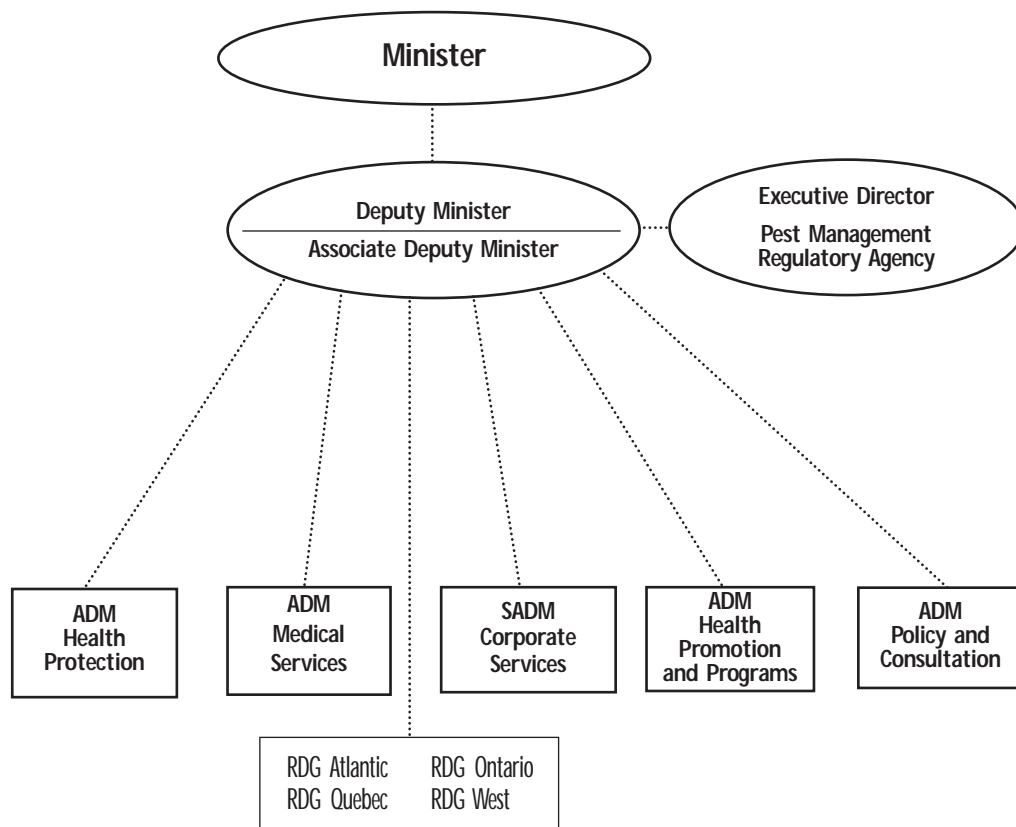 Minister
Deputy Minister
Associate Deputy Minister
Executive Director
Pest Management
Regulatory Agency
ADM
Health
Protection
ADM
Medical
Services
SADM
Corporate
Services
ADM
Health
Promotion
and Programs
ADM
Policy and
Consultation
RDG Atlantic RDG Ontario
RDG Quebec RDG West